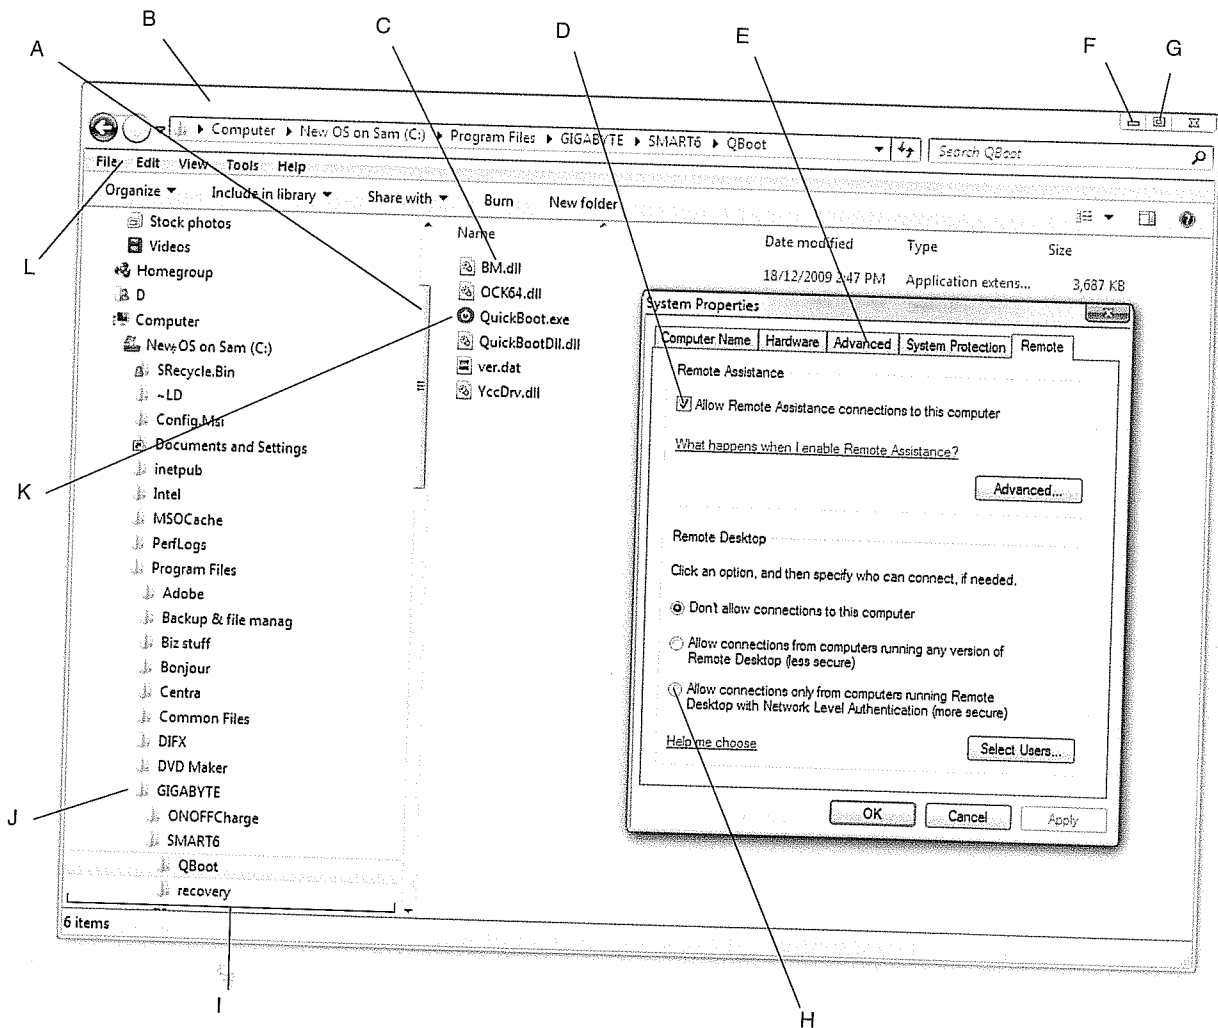 A
B
C
D
E
F
G
Computer ▸ New OS on Sam (C:) ▸ Program Files ▸ GIGABYTE ▸ SMART6 ▸ QBoot
Search QBoot
File Edit View Tools Help
Organize ▼ Include in library ▼ Share with ▼ Burn New folder
Stock photos
Videos
Homegroup
D
Computer
New OS on Sam (C:)
SRecycle.Bin
~LD
Config.Msi
Documents and Settings
inetpub
Intel
MSOCache
PerfLogs
Program Files
Adobe
Backup & file manag
Biz stuff
Bonjour
Centra
Common Files
DIFX
DVD Maker
GIGABYTE
ONOFFCharge
SMART6
QBoot
recovery
6 items
Name Date modified Type Size
BM.dll 18/12/2009 2:47 PM Application extens... 3,687 KB
OCK64.dll
QuickBoot.exe
QuickBootDll.dll
ver.dat
YccDrv.dll
System Properties
Computer Name Hardware Advanced System Protection Remote
Remote Assistance
Allow Remote Assistance connections to this computer
What happens when I enable Remote Assistance?
Advanced...
Remote Desktop
Click an option, and then specify who can connect, if needed.
Don't allow connections to this computer
Allow connections from computers running any version of
Remote Desktop (less secure)
Allow connections only from computers running Remote
Desktop with Network Level Authentication (more secure)
Help me choose
Select Users...
OK Cancel Apply
L
K
J
I
H